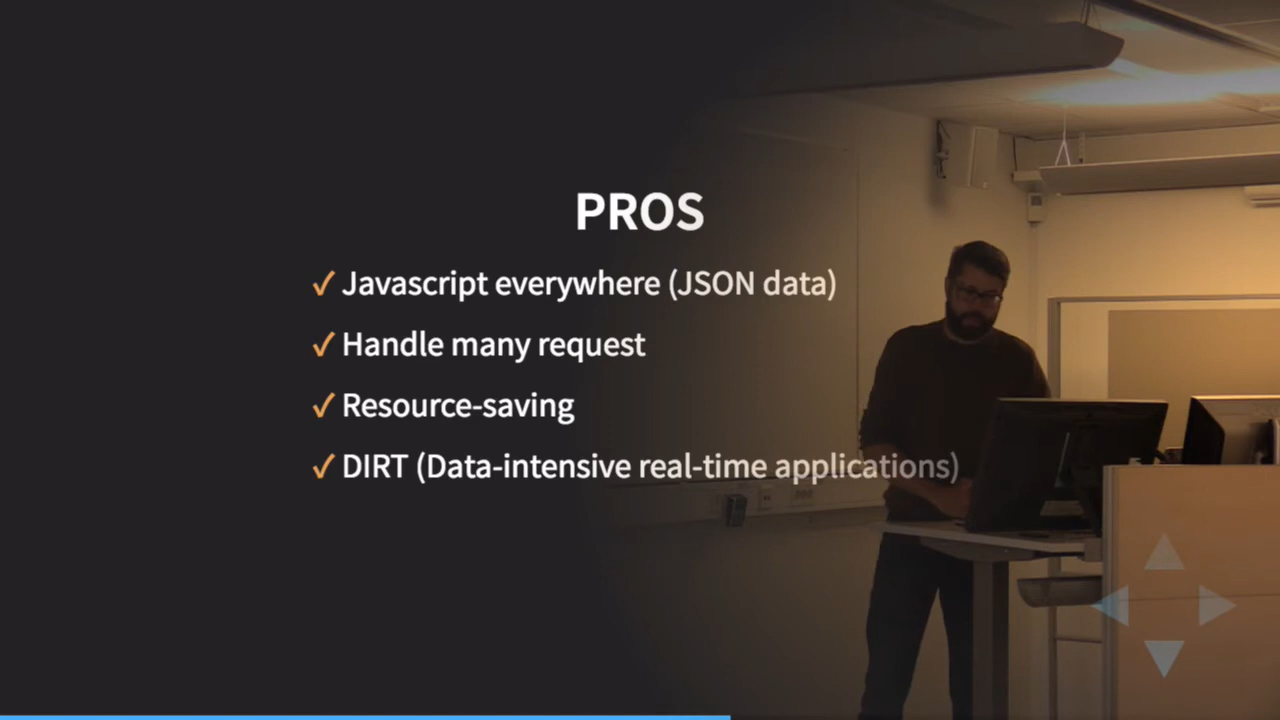 PROS
✓ Javascript everywhere (JSON data)
✓ Handle many request
✓ Resource-saving
✓ DIRT (Data-intensive real-time applications)